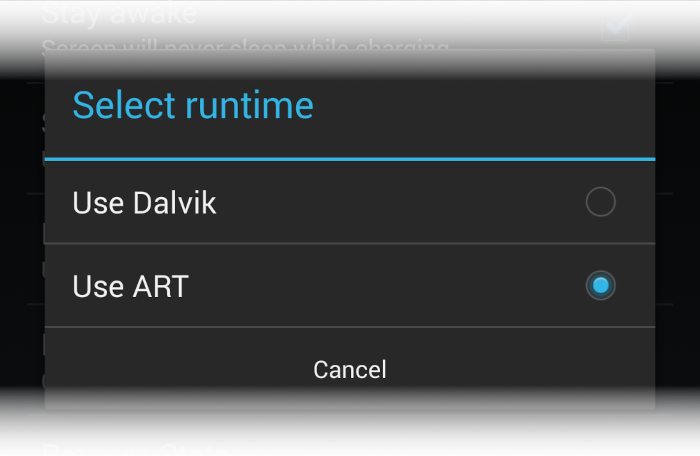 Stay awake
Screen will never sleep while charging
Select runtime
Use Dalvik
Use ART
Cancel